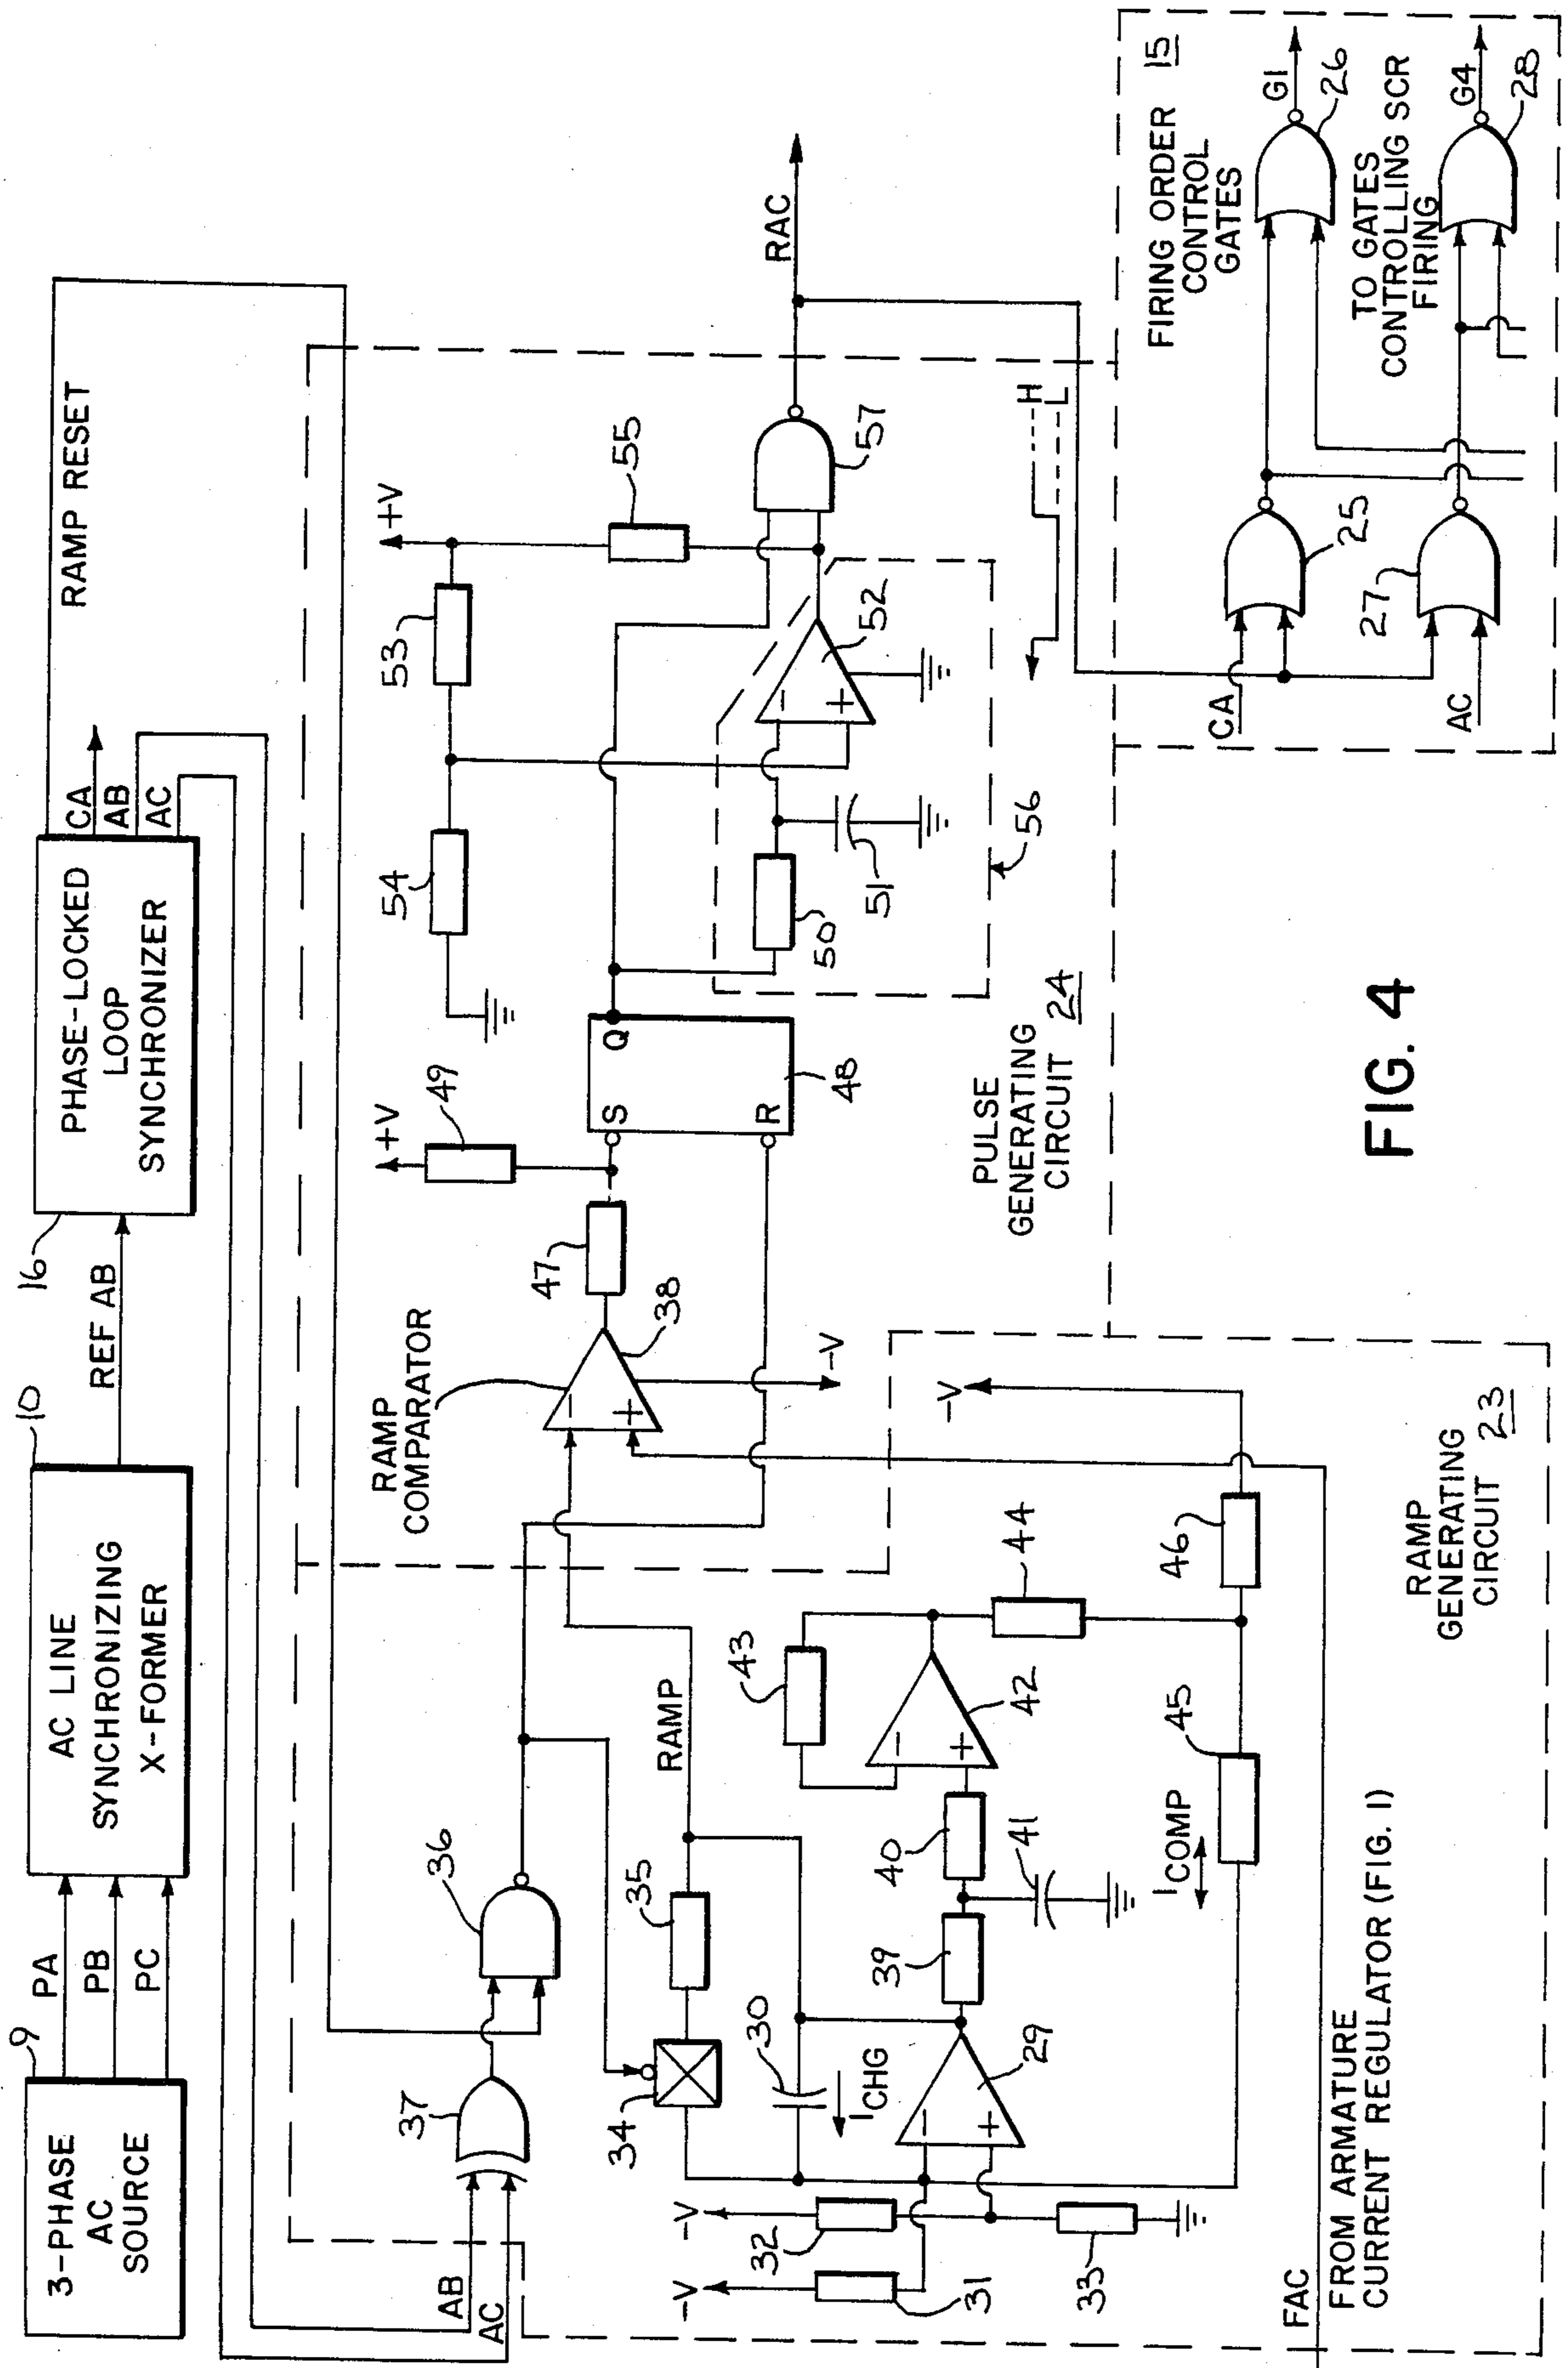 3-PHASE
AC
SOURCE
9
PA
PB
PC
AC LINE
SYNCHRONIZING
X-FORMER
10
REF AB
PHASE-LOCKED
LOOP
SYNCHRONIZER
16
CA
AB
AC
RAMP RESET
AB
AC
37
36
34
35
RAMP
30
ICHG
29
-V
-V
31
32
33
39
40
41
42
43
44
ICOMP
45
46
-V
RAMP
GENERATING
CIRCUIT 23
FAC
FROM ARMATURE
CURRENT REGULATOR (FIG. 1)
RAMP
COMPARATOR
38
-V
47
+V
49
S
R
Q
48
PULSE
GENERATING
CIRCUIT 24
54
53
+V
55
50
51
52
56
57
RAC
H
L
FIRING ORDER 15
CONTROL
GATES
CA
AC
25
27
26
28
G1
G4
TO GATES
CONTROLLING SCR
FIRING
FIG. 4